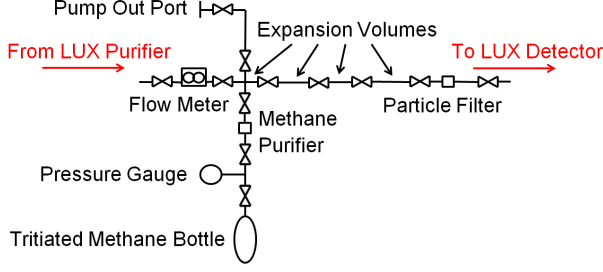 Pump Out Port
Expansion Volumes
From LUX Purifier
To LUX Detector
Flow Meter
Particle Filter
Methane
Purifier
Pressure Gauge
Tritiated Methane Bottle